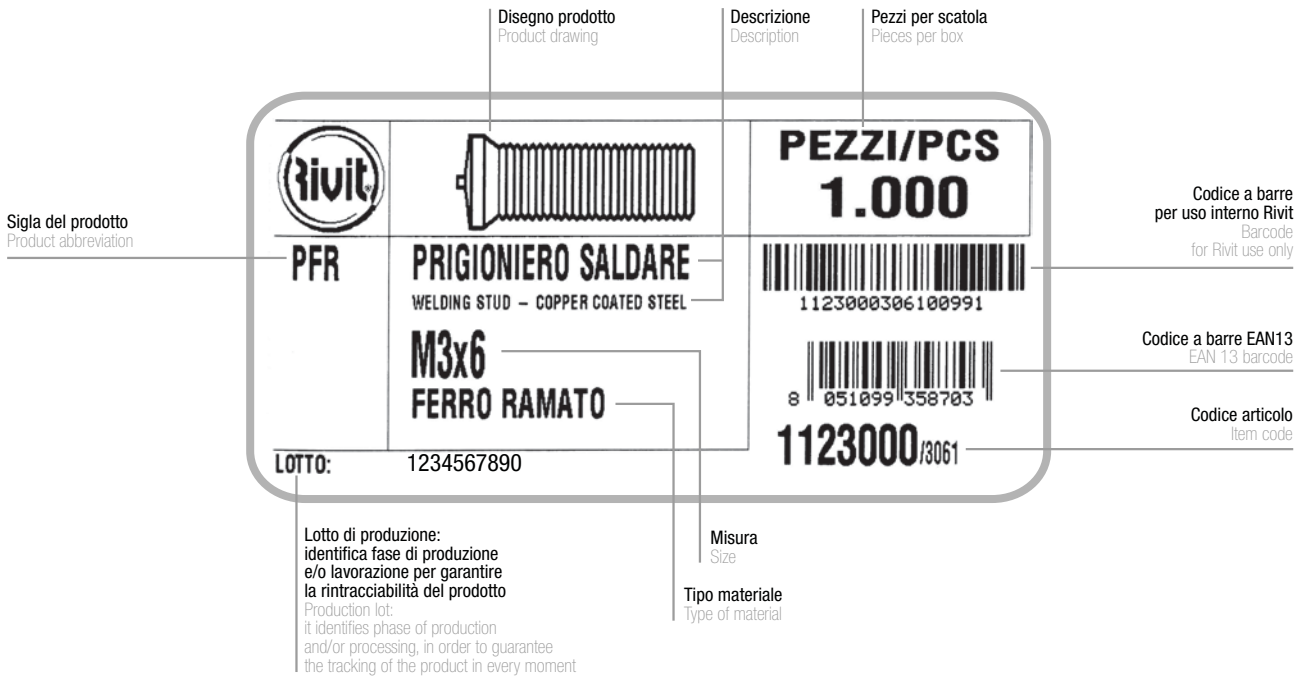 Disegno prodotto
Product drawing
Descrizione
Description
Pezzi per scatola
Pieces per box
Rivit®
PEZZI/PCS
1.000
Sigla del prodotto
Product abbreviation
Codice a barre
per uso interno Rivit
Barcode
for Rivit use only
PFR
PRIGIONIERO SALDARE
WELDING STUD – COPPER COATED STEEL
1123000306100991
M3x6
FERRO RAMATO
Codice a barre EAN13
EAN 13 barcode
8 051099 358703
Codice articolo
Item code
1123000/3061
LOTTO: 1234567890
Lotto di produzione:
identifica fase di produzione
e/o lavorazione per garantire
la rintracciabilità del prodotto
Production lot:
it identifies phase of production
and/or processing, in order to guarantee
the tracking of the product in every moment
Misura
Size
Tipo materiale
Type of material